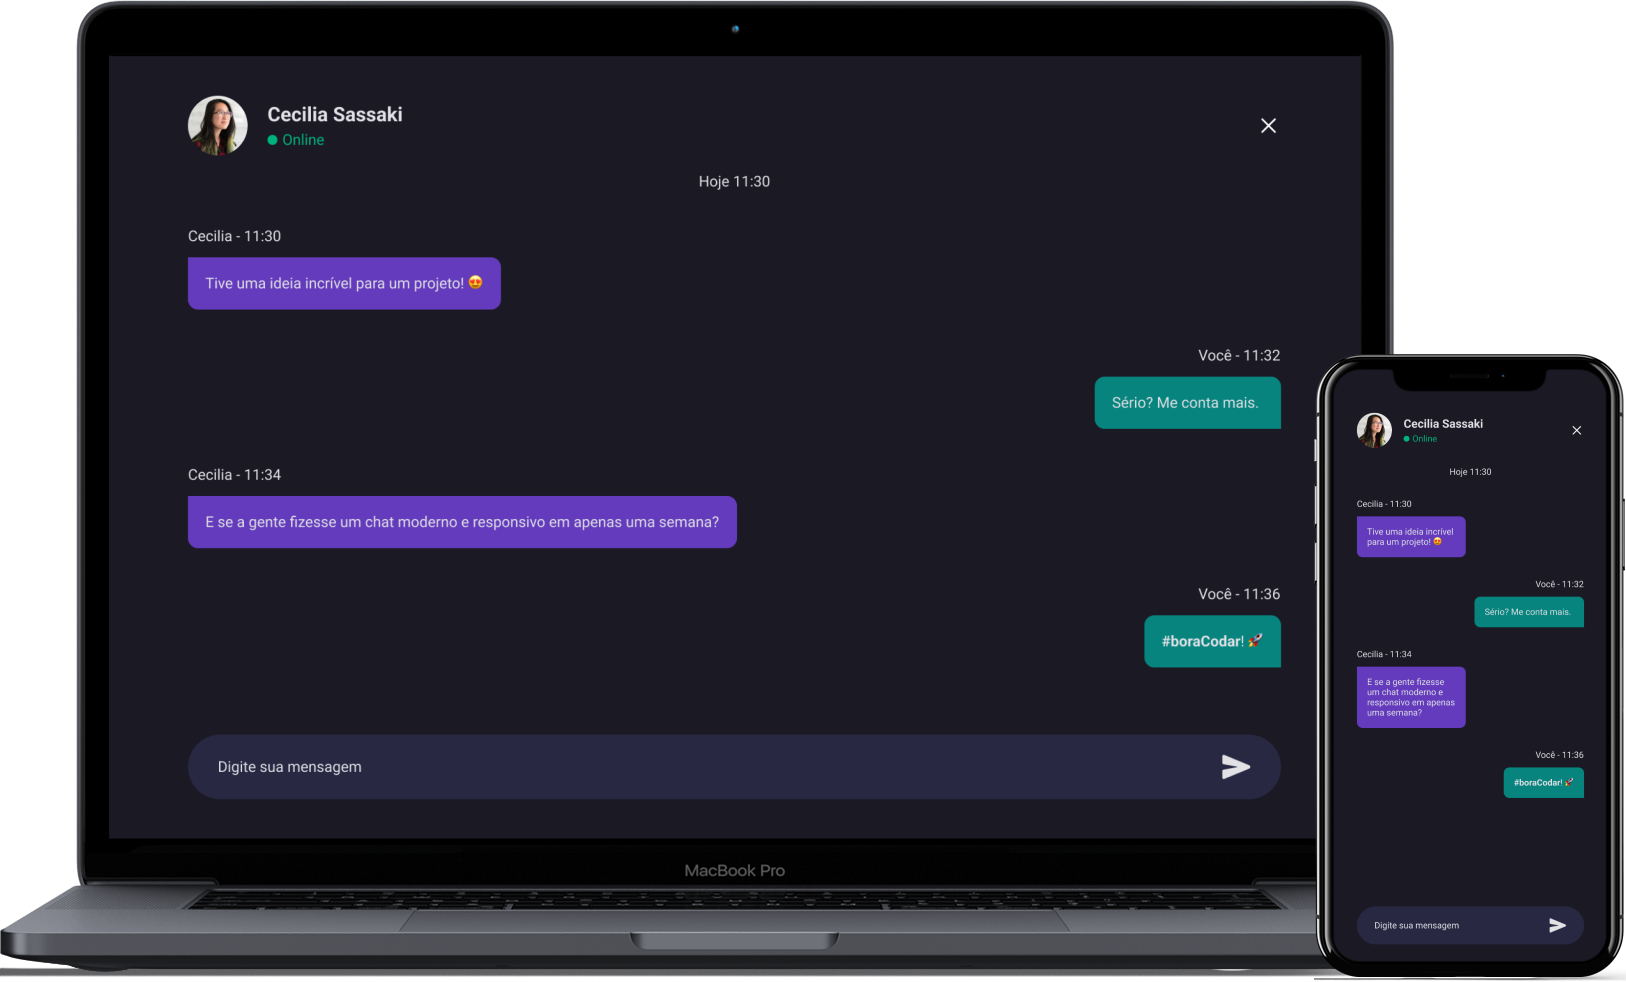 Cecilia Sassaki
Online
Hoje 11:30
Cecilia - 11:30
Tive uma ideia incrível para um projeto! 😍
Você - 11:32
Sério? Me conta mais.
Cecilia - 11:34
E se a gente fizesse um chat moderno e responsivo em apenas uma semana?
Você - 11:36
#boraCodar! 🚀
Digite sua mensagem
MacBook Pro
Cecilia Sassaki
Online
Hoje 11:30
Cecilia - 11:30
Tive uma ideia incrível
para um projeto! 😍
Você - 11:32
Sério? Me conta mais.
Cecilia - 11:34
E se a gente fizesse
um chat moderno e
responsivo em apenas
uma semana?
Você - 11:36
#boraCodar! 🚀
Digite sua mensagem